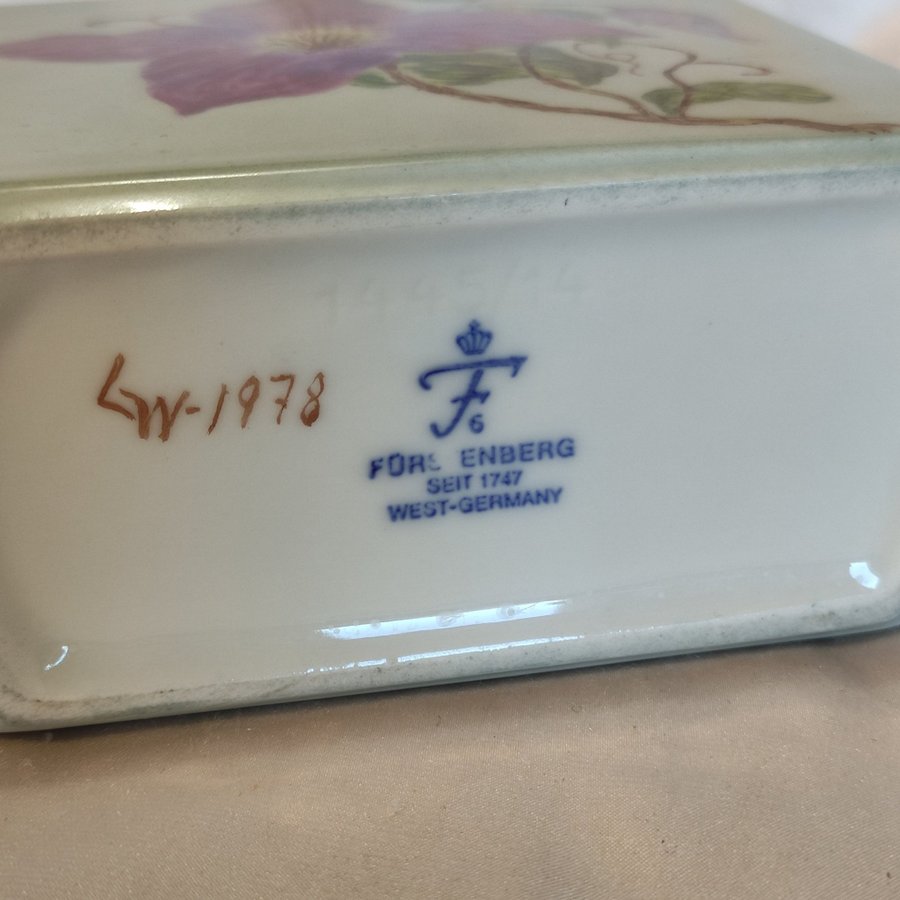 LW-1978
F
6
FÜRS ENBERG
SEIT 1747
WEST-GERMANY